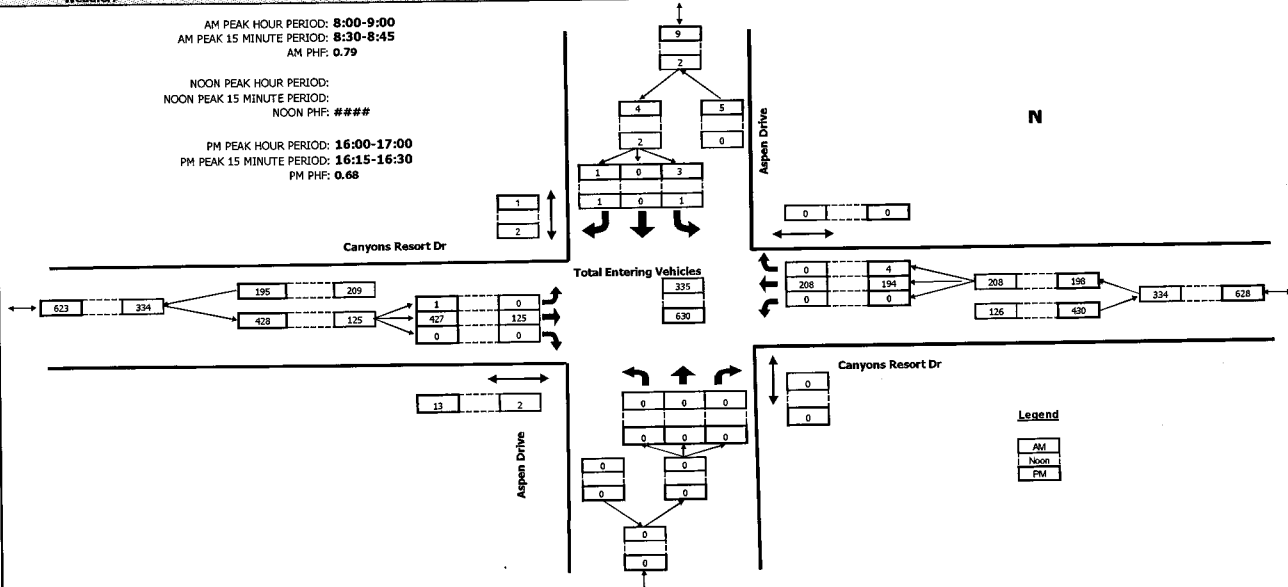 AM PEAK HOUR PERIOD: 8:00-9:00
AM PEAK 15 MINUTE PERIOD: 8:30-8:45
AM PHF: 0.79
NOON PEAK HOUR PERIOD:
NOON PEAK 15 MINUTE PERIOD:
NOON PHF: ####
PM PEAK HOUR PERIOD: 16:00-17:00
PM PEAK 15 MINUTE PERIOD: 16:15-16:30
PM PHF: 0.68
9
2
4 5
2 0
1 0 3
1 0 1
Aspen Drive
N
1
2
0 0
Canyons Resort Dr
Total Entering Vehicles
335
630
623 334
195 209
428 125
1 0
427 125
0 0
0 4
208 194
0 0
208 198
126 430
334 628
Canyons Resort Dr
13 2
0
0
0 0 0
0 0 0
Aspen Drive
0 0
0 0
0
0
Legend
AM
Noon
PM